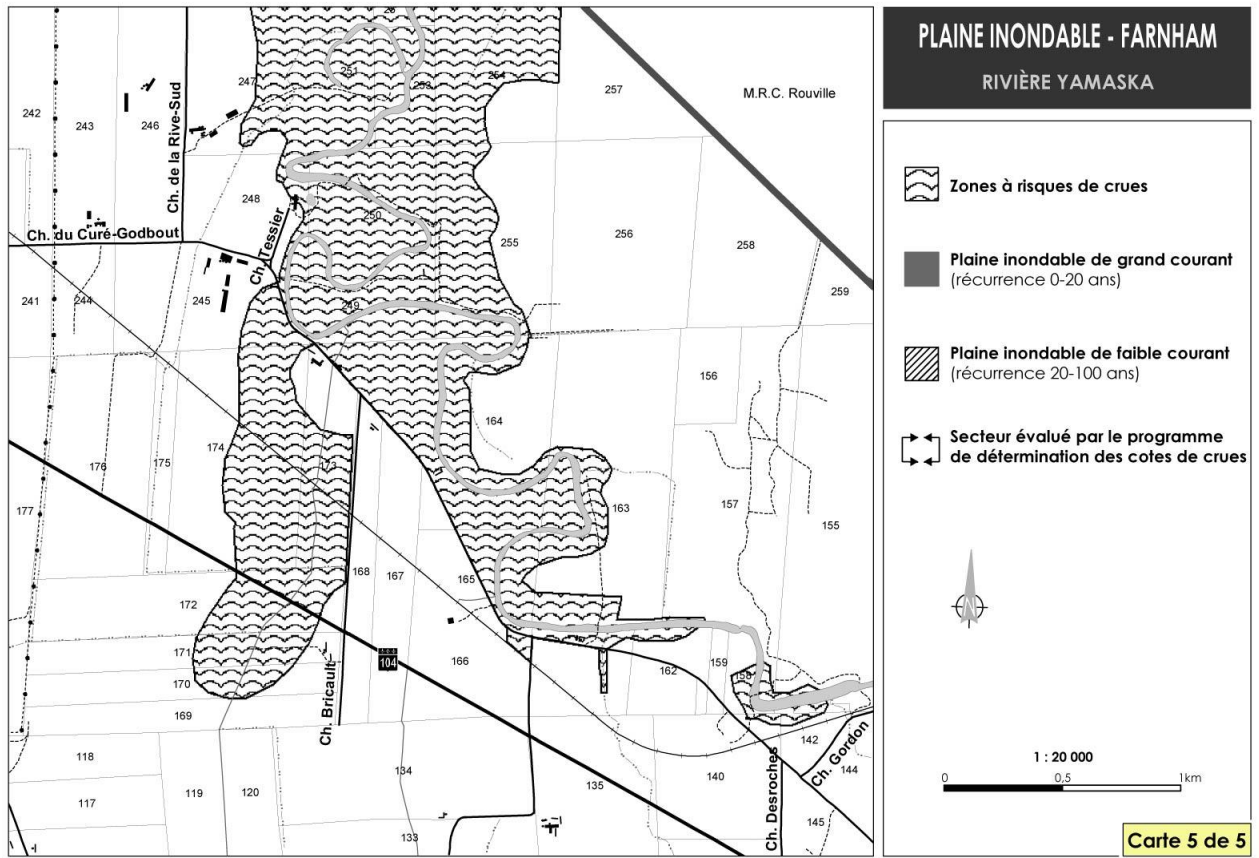 PLAINE INONDABLE - FARNHAM
RIVIÈRE YAMASKA
Zones à risques de crues
Plaine inondable de grand courant
(récurrence 0-20 ans)
Plaine inondable de faible courant
(récurrence 20-100 ans)
Secteur évalué par le programme
de détermination des cotes de crues
N
1 : 20 000
0 0,5 1km
Carte 5 de 5
M.R.C. Rouville
Ch. de la Rive-Sud
Ch. du Curé-Godbout
Ch. Tessier
Ch. Bricault
Ch. Desroches
Ch. Gordon
104
251
253
254
247
257
242
243
246
248
250
255
256
258
259
241
244
245
249
156
164
174
175
176
173
177
163
157
155
168
167
165
172
171
170
169
166
162
159
158
142
144
118
117
119
120
134
133
135
140
145